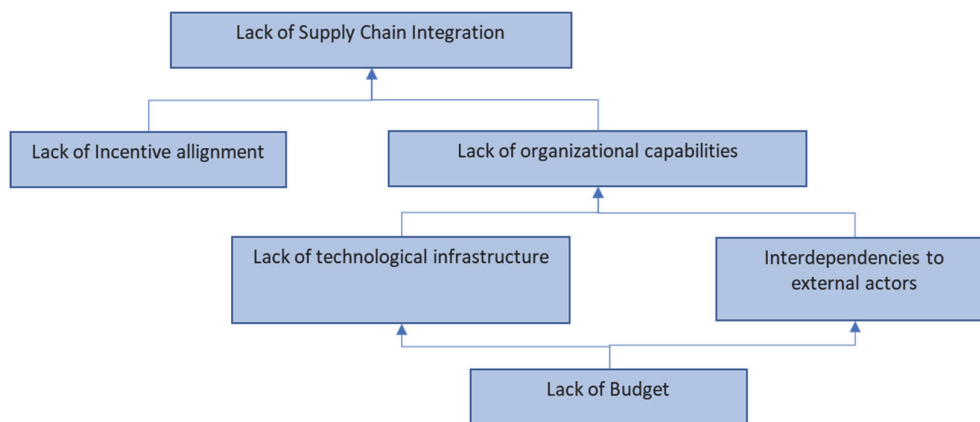 Lack of Supply Chain Integration
Lack of Incentive allignment
Lack of organizational capabilities
Lack of technological infrastructure
Interdependencies to
external actors
Lack of Budget